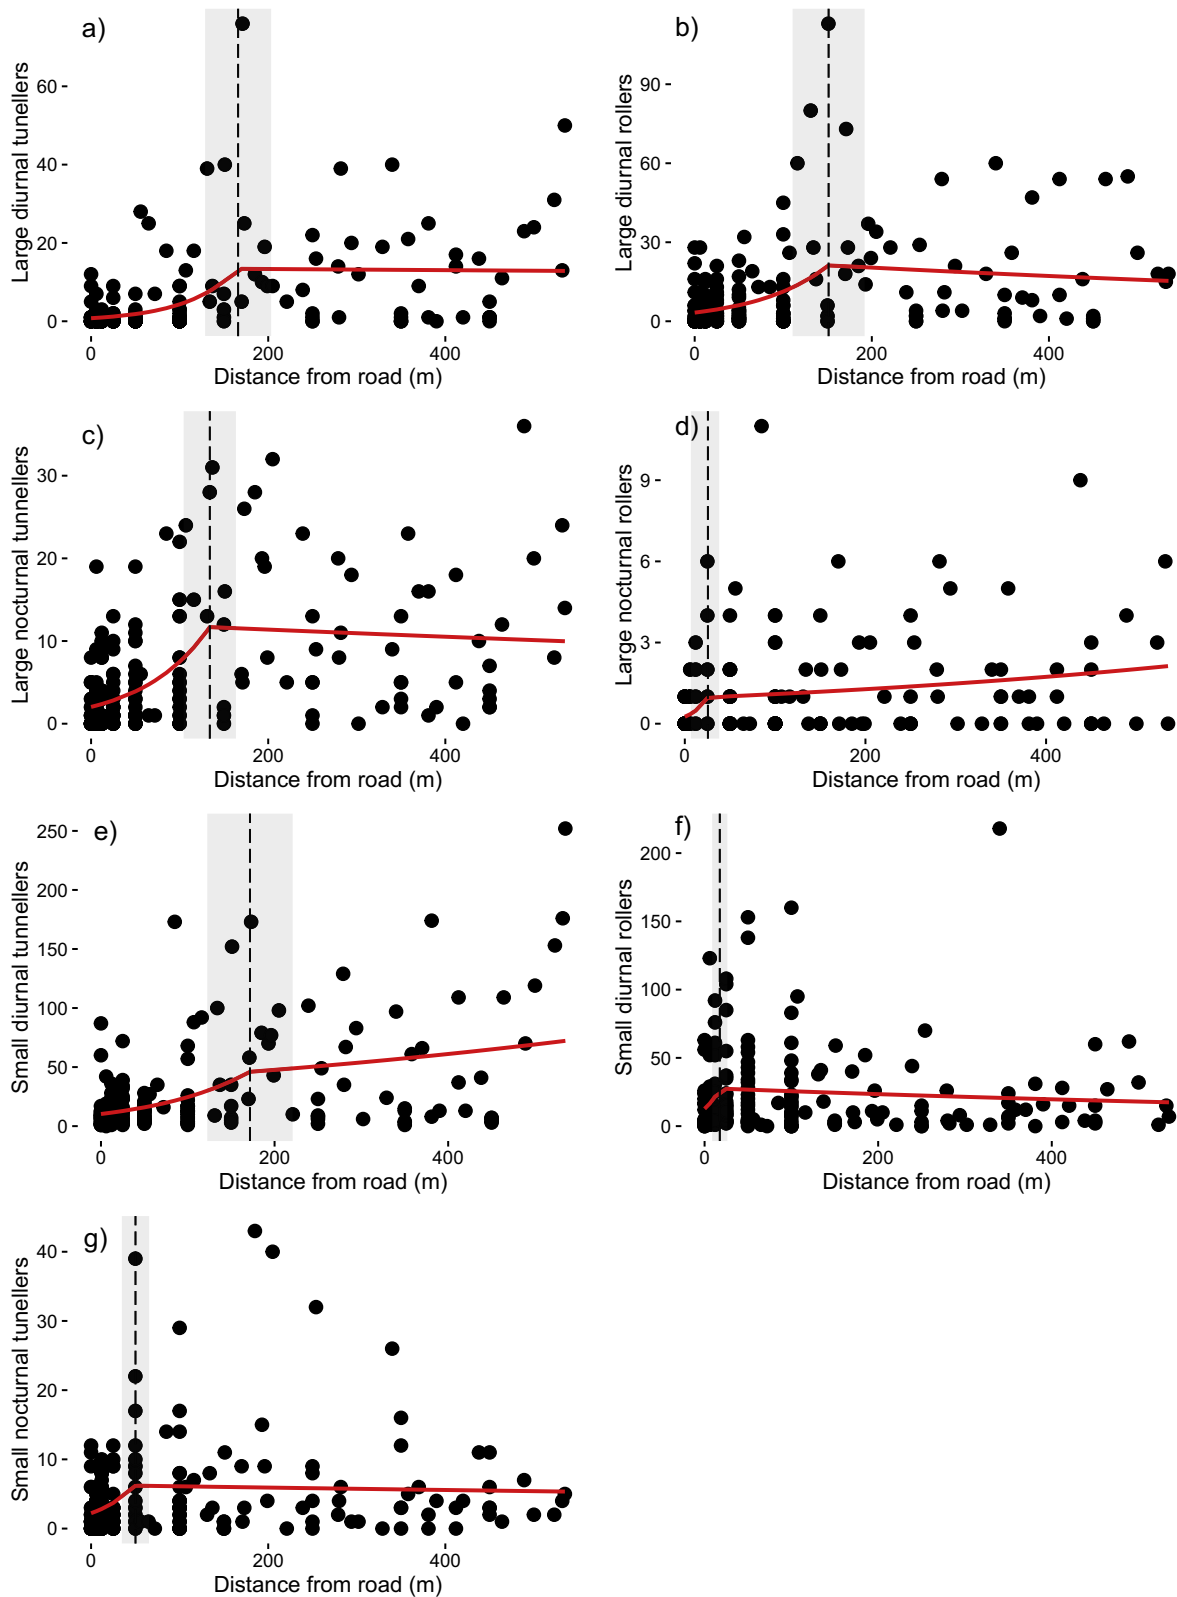 a)
Large diurnal tunellers
60
40
20
0
0 200 400
Distance from road (m)
b)
Large diurnal rollers
90
60
30
0
0 200 400
Distance from road (m)
c)
Large nocturnal tunnellers
30
20
10
0
0 200 400
Distance from road (m)
d)
Large nocturnal rollers
9
6
3
0
0 200 400
Distance from road (m)
e)
Small diurnal tunnellers
250
200
150
100
50
0
0 200 400
Distance from road (m)
f)
Small diurnal rollers
200
150
100
50
0
0 200 400
Distance from road (m)
g)
Small nocturnal tunellers
40
30
20
10
0
0 200 400
Distance from road (m)